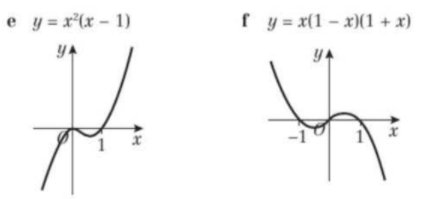 e y = x²(x − 1)
y
O
1
x
f y = x(1 − x)(1 + x)
y
−1
O
1
x